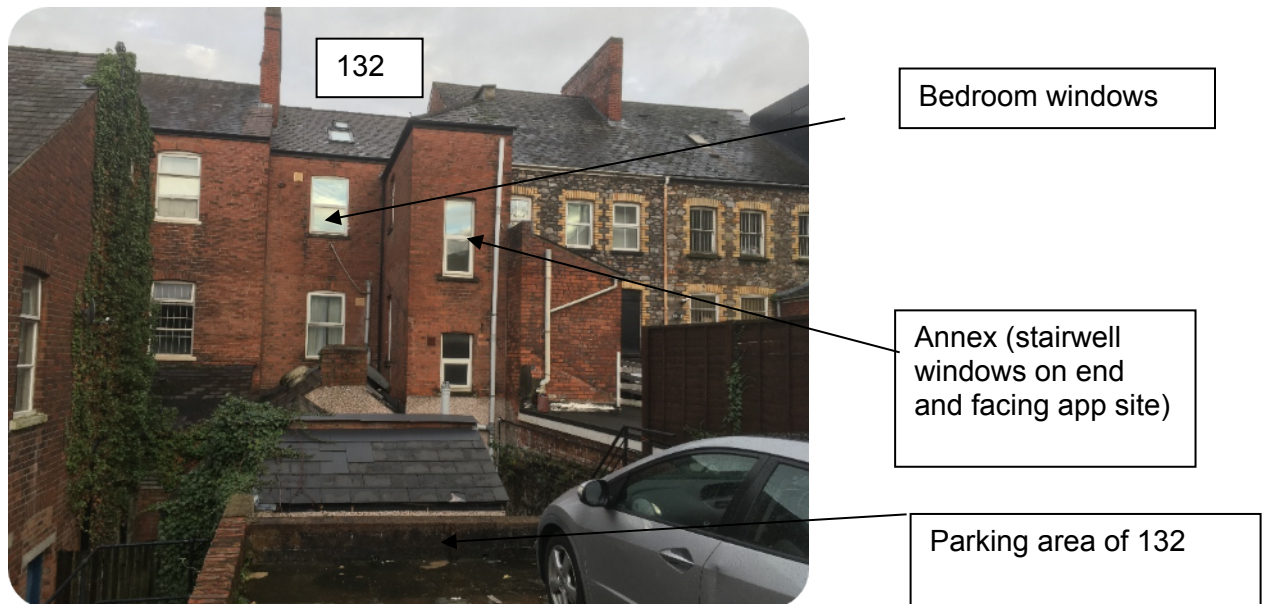 132
Bedroom windows
Annex (stairwell
windows on end
and facing app site)
Parking area of 132